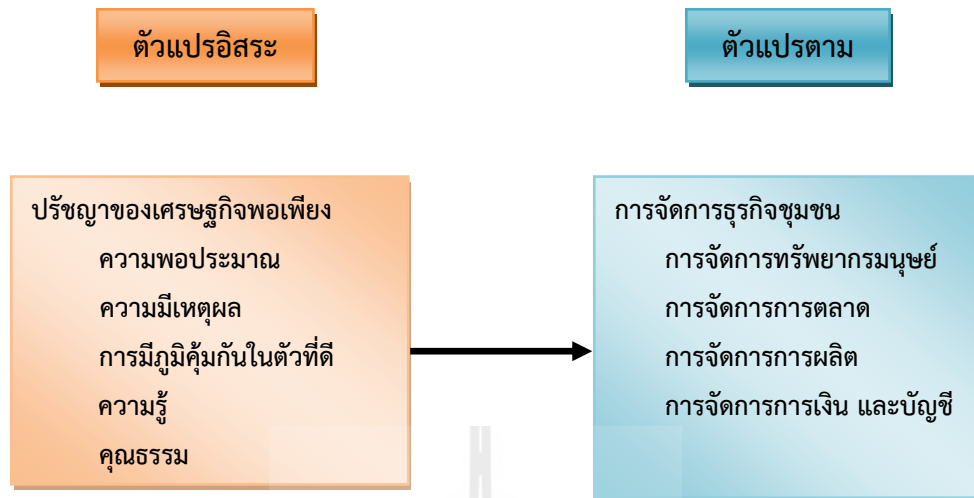 ตัวแปรอิสระ
ตัวแปรตาม
ปรัชญาของเศรษฐกิจพอเพียง
ความพอประมาณ
ความมีเหตุผล
การมีภูมิคุ้มกันในตัวที่ดี
ความรู้
คุณธรรม
การจัดการธุรกิจชุมชน
การจัดการทรัพยากรมนุษย์
การจัดการการตลาด
การจัดการการผลิต
การจัดการการเงิน และบัญชี